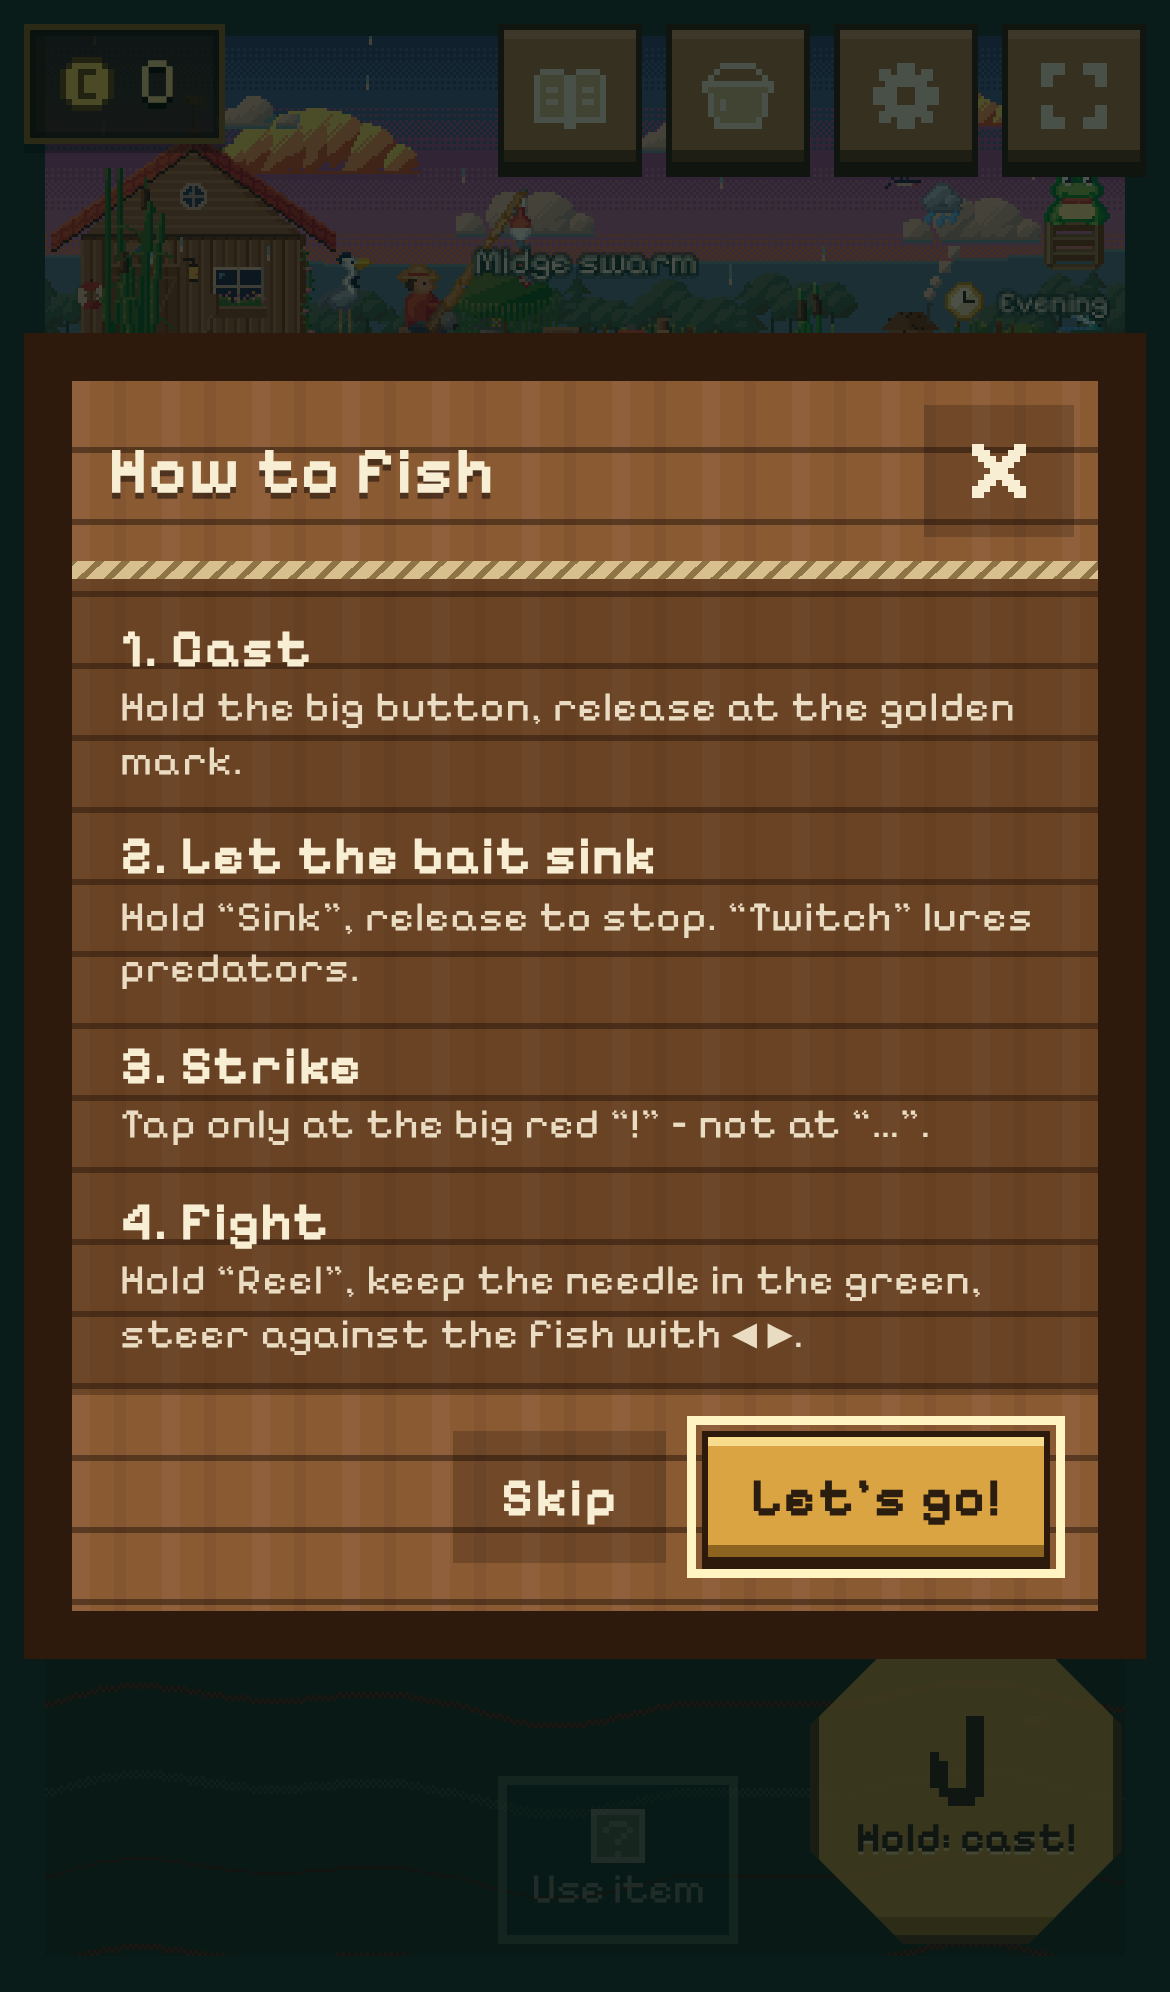 0
Midge swarm
Evening
How to fish
1. Cast
Hold the big button, release at the golden
mark.
2. Let the bait sink
Hold “Sink”, release to stop. “Twitch” lures
predators.
3. Strike
Tap only at the big red “!” - not at “…”.
4. Fight
Hold “Reel”, keep the needle in the green,
steer against the fish with ◀ ▶.
Skip
Let's go!
Hold: cast!
?
Use item